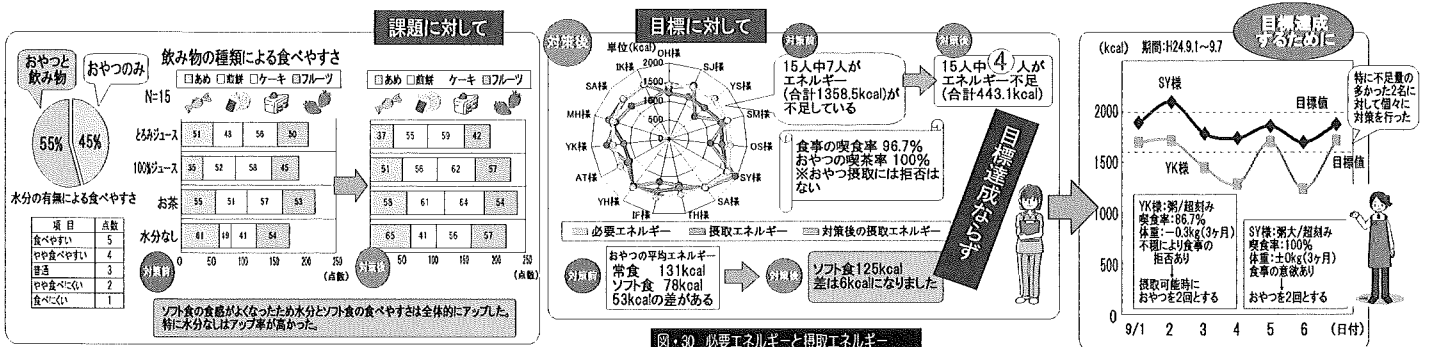 課題に対して
おやつと
飲み物
おやつのみ
55%
45%
水分の有無による食べやすさ
項目 点数
食べやすい 5
やや食べやすい 4
普通 3
やや食べにくい 2
食べにくい 1
飲み物の種類による食べやすさ
□あめ □煎餅 □ケーキ □フルーツ
N=15
とろみジュース 51 48 56 50
100%ジュース 35 52 58 45
お茶 55 51 57 53
水分なし 61 49 41 54
0 50 100 150 200 250
(点数)
対策前
□あめ □煎餅 ケーキ □フルーツ
37 55 59 42
51 56 62 57
55 61 64 54
65 41 56 57
0 50 100 150 200 250
(点数)
対策後
ソフト食の食感がよくなったため水分とソフト食の食べやすさは全体的にアップした。
特に水分なしはアップ率が高かった。
目標に対して
対策後
単位(kcal)
2000
1500
1000
500
0
OH様
SJ様
YS様
SM様
OS様
SY様
SA様
TH様
IF様
YH様
AT様
YK様
MH様
SA様
IK様
必要エネルギー 摂取エネルギー 対策後の摂取エネルギー
対策前
15人中7人が
エネルギー
(合計1358.5kcal)が
不足している
対策後
15人中④人が
エネルギー不足
(合計443.1kcal)
食事の喫食率 96.7%
おやつの喫茶率 100%
※おやつ摂取には拒否は
ない
目標達成ならず
対策前
おやつの平均エネルギー
常食 131kcal
ソフト食 78kcal
53kcalの差がある
対策後
ソフト食125kcal
差は6kcalになりました
図・30 必要エネルギーと摂取エネルギー
目標達成
するために
(kcal) 期間:H24.9.1~9.7
SY様
目標値
YK様
目標値
2000
1500
1000
500
0
9/1 2 3 4 5 6 (日付)
特に不足量の
多かった2名に
対して個々に
対策を行った
YK様:粥/超刻み
喫食率:86.7%
体重:-0.3kg(3ヶ月)
不穏により食事の
拒否あり
摂取可能時に
おやつを2回とする
SY様:粥大/超刻み
喫食率:100%
体重:±0kg(3ヶ月)
食事の意欲あり
おやつを2回とする